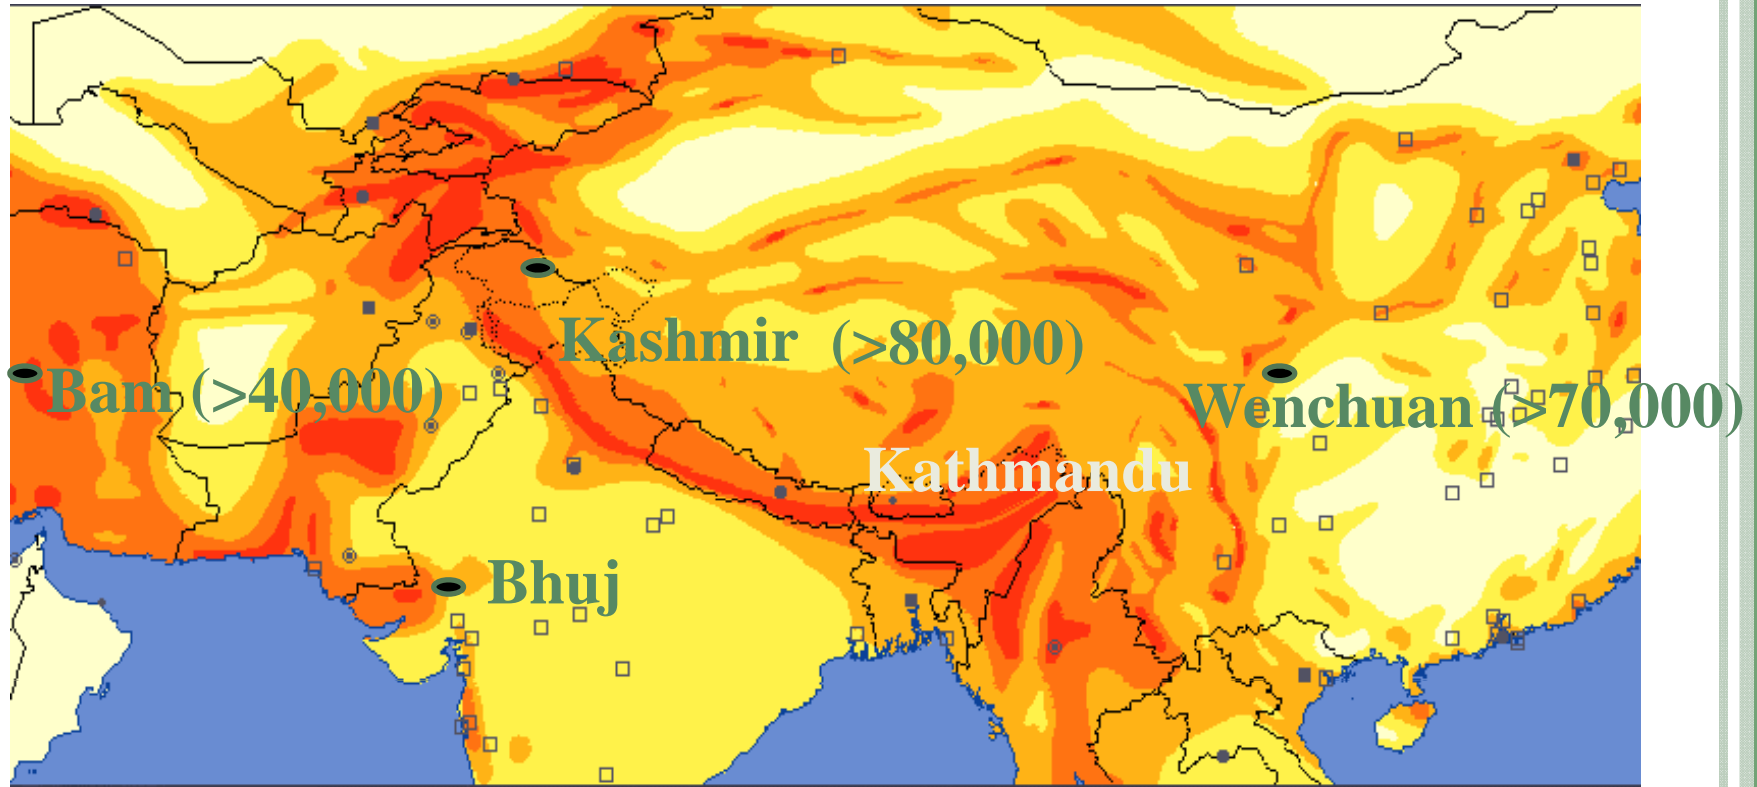 Kashmir (>80,000)
Bam (>40,000)
Wenchuan (>70,000)
Kathmandu
Bhuj